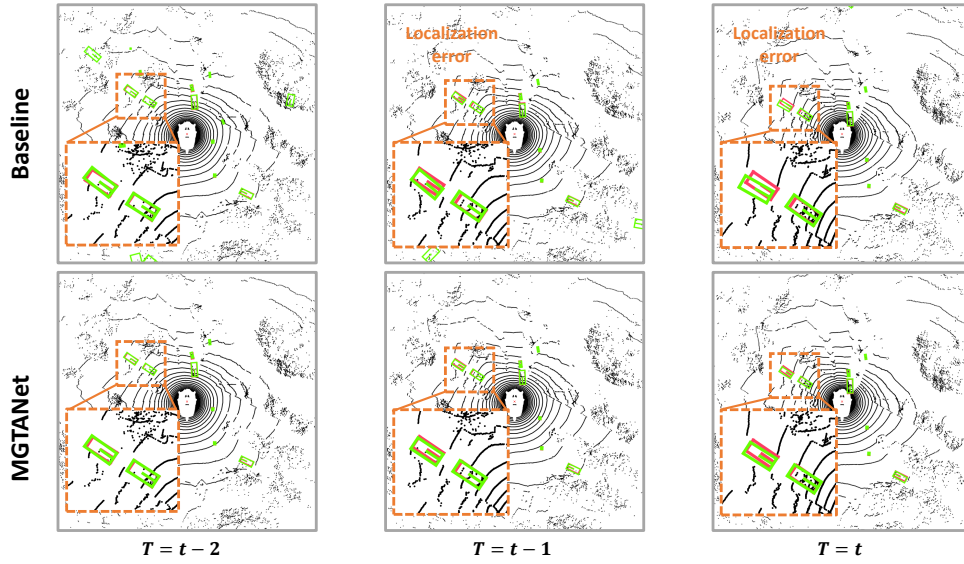 Baseline
Localization
error
Localization
error
MGTANet
T = t − 2
T = t − 1
T = t